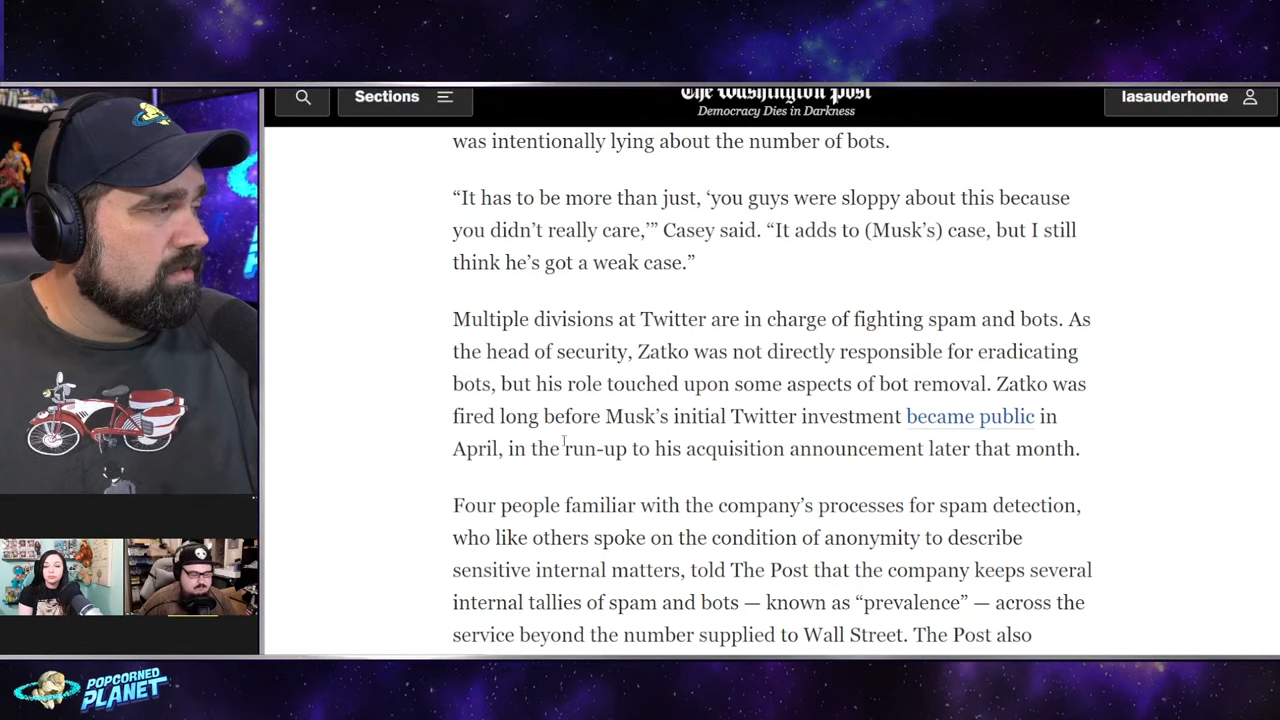 Sections
The Washington Post
Democracy Dies in Darkness
lasauderhome
was intentionally lying about the number of bots.
“It has to be more than just, ‘you guys were sloppy about this because
you didn’t really care,’” Casey said. “It adds to (Musk’s) case, but I still
think he’s got a weak case.”
Multiple divisions at Twitter are in charge of fighting spam and bots. As
the head of security, Zatko was not directly responsible for eradicating
bots, but his role touched upon some aspects of bot removal. Zatko was
fired long before Musk’s initial Twitter investment became public in
April, in the run-up to his acquisition announcement later that month.
Four people familiar with the company’s processes for spam detection,
who like others spoke on the condition of anonymity to describe
sensitive internal matters, told The Post that the company keeps several
internal tallies of spam and bots — known as “prevalence” — across the
service beyond the number supplied to Wall Street. The Post also
POPCORNED
PLANET